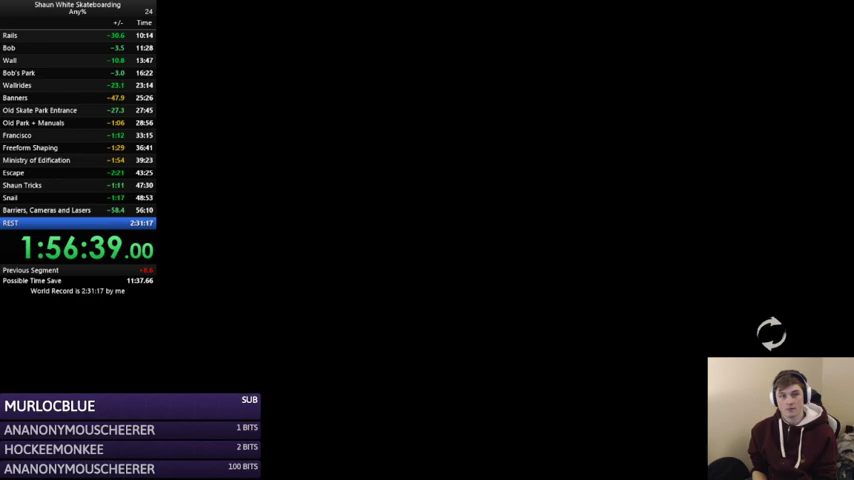 Shaun White Skateboarding
Any% 24
+/- Time
Rails -30.6 10:14
Bob -3.5 11:28
Wall -10.8 13:47
Bob's Park -3.0 16:22
Wallrides -23.1 23:14
Banners -47.9 25:26
Old Skate Park Entrance -27.3 27:45
Old Park + Manuals -1:06 28:56
Francisco -1:12 33:15
Freeform Shaping -1:29 36:41
Ministry of Edification -1:54 39:23
Escape -2:21 43:25
Shaun Tricks -1:11 47:30
Snail -1:17 48:53
Barriers, Cameras and Lasers -58.4 56:10
REST 2:31:17
1:56:39.00
Previous Segment +8.6
Possible Time Save 11:37.66
World Record is 2:31:17 by me
MURLOCBLUE SUB
ANANONYMOUSCHEERER 1 BITS
HOCKEEMONKEE 2 BITS
ANANONYMOUSCHEERER 100 BITS